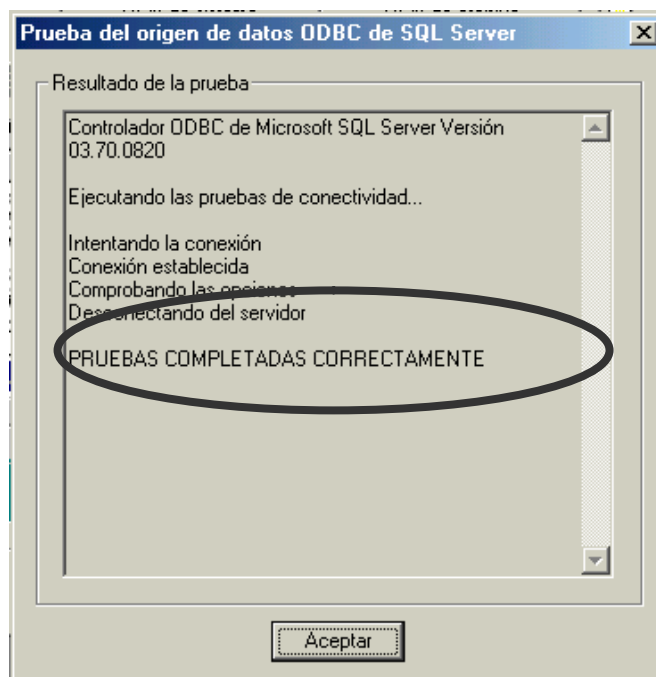 Prueba del origen de datos ODBC de SQL Server
Resultado de la prueba
Controlador ODBC de Microsoft SQL Server Versión
03.70.0820
Ejecutando las pruebas de conectividad...
Intentando la conexión
Conexión establecida
Comprobando las opciones
Desconectando del servidor
PRUEBAS COMPLETADAS CORRECTAMENTE
Aceptar